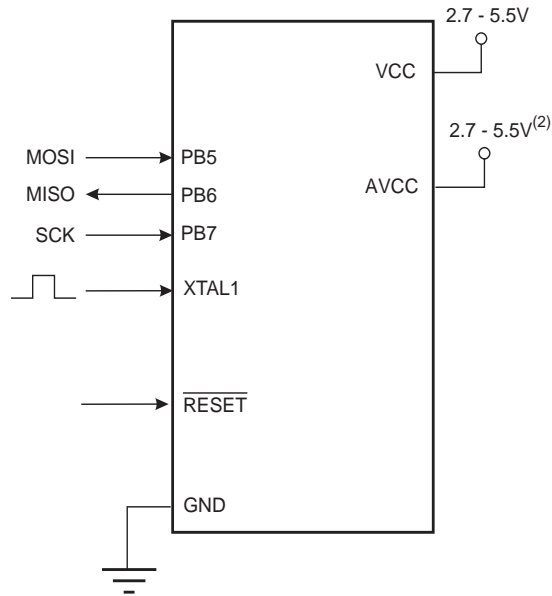 2.7 - 5.5V
VCC
2.7 - 5.5V(2)
AVCC
MOSI PB5
MISO PB6
SCK PB7
XTAL1
RESET
GND